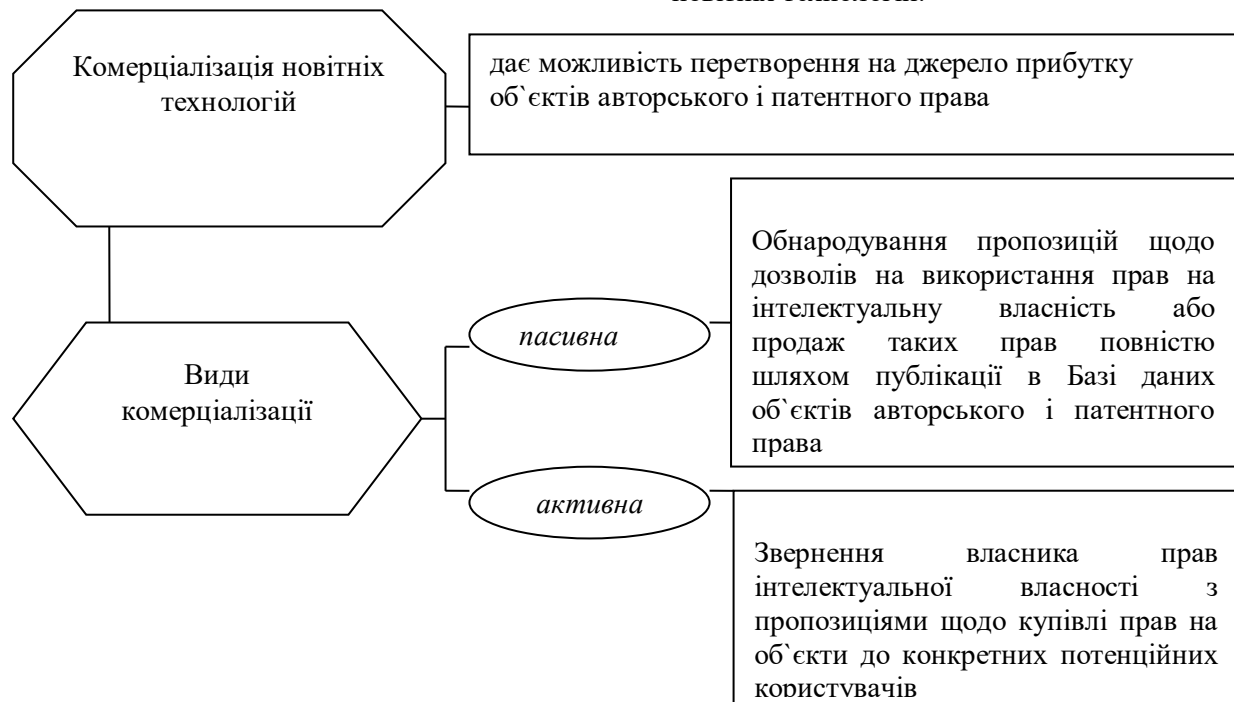 Комерціалізація новітніх
технологій
дає можливість перетворення на джерело прибутку
об`єктів авторського і патентного права
Види
комерціалізації
пасивна
Обнародування пропозицій щодо
дозволів на використання прав на
інтелектуальну власність або
продаж таких прав повністю
шляхом публікації в Базі даних
об`єктів авторського і патентного
права
активна
Звернення власника прав
інтелектуальної власності з
пропозиціями щодо купівлі прав на
об`єкти до конкретних потенційних
користувачів